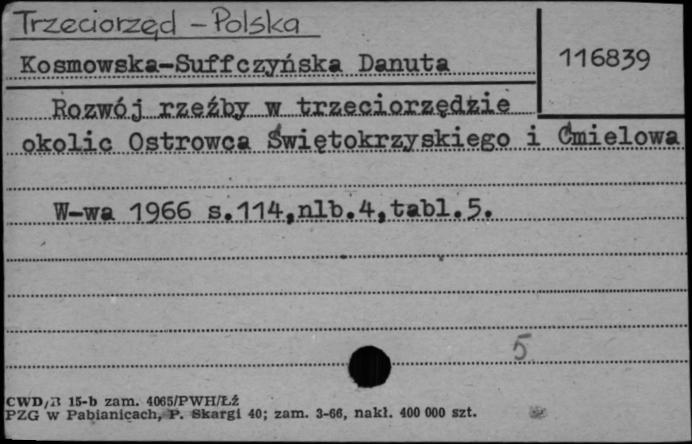 Trzeciorzęd - Polska
Kosmowska-Suffczyńska Danuta
116839
Rozwój rzeźby w trzeciorzędzie
okolic Ostrowca Świętokrzyskiego i Ćmielowa
W-wa 1966 s.114,nlb.4,tabl.5.
5
CWD/B 15-b zam. 4065/PWH/ŁŹ
PZG w Pabianicach, P. Skargi 40; zam. 3-66, nakł. 400 000 szt.